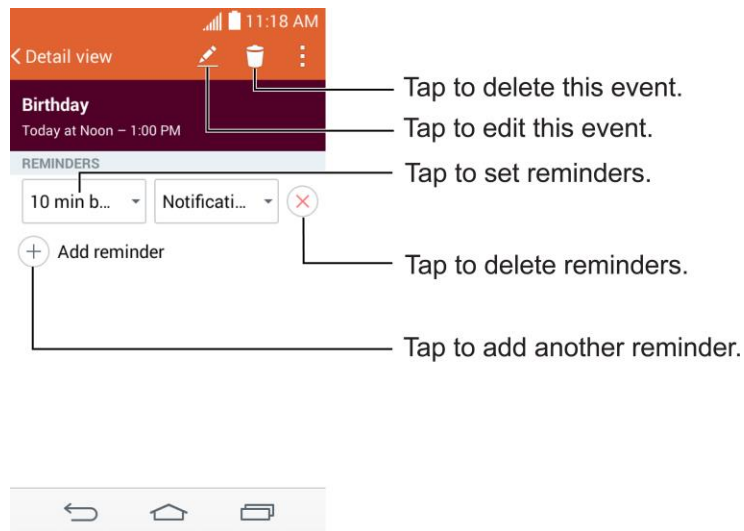 11:18 AM
Detail view
Birthday
Today at Noon – 1:00 PM
REMINDERS
10 min b...
Notificati...
Add reminder
Tap to delete this event.
Tap to edit this event.
Tap to set reminders.
Tap to delete reminders.
Tap to add another reminder.